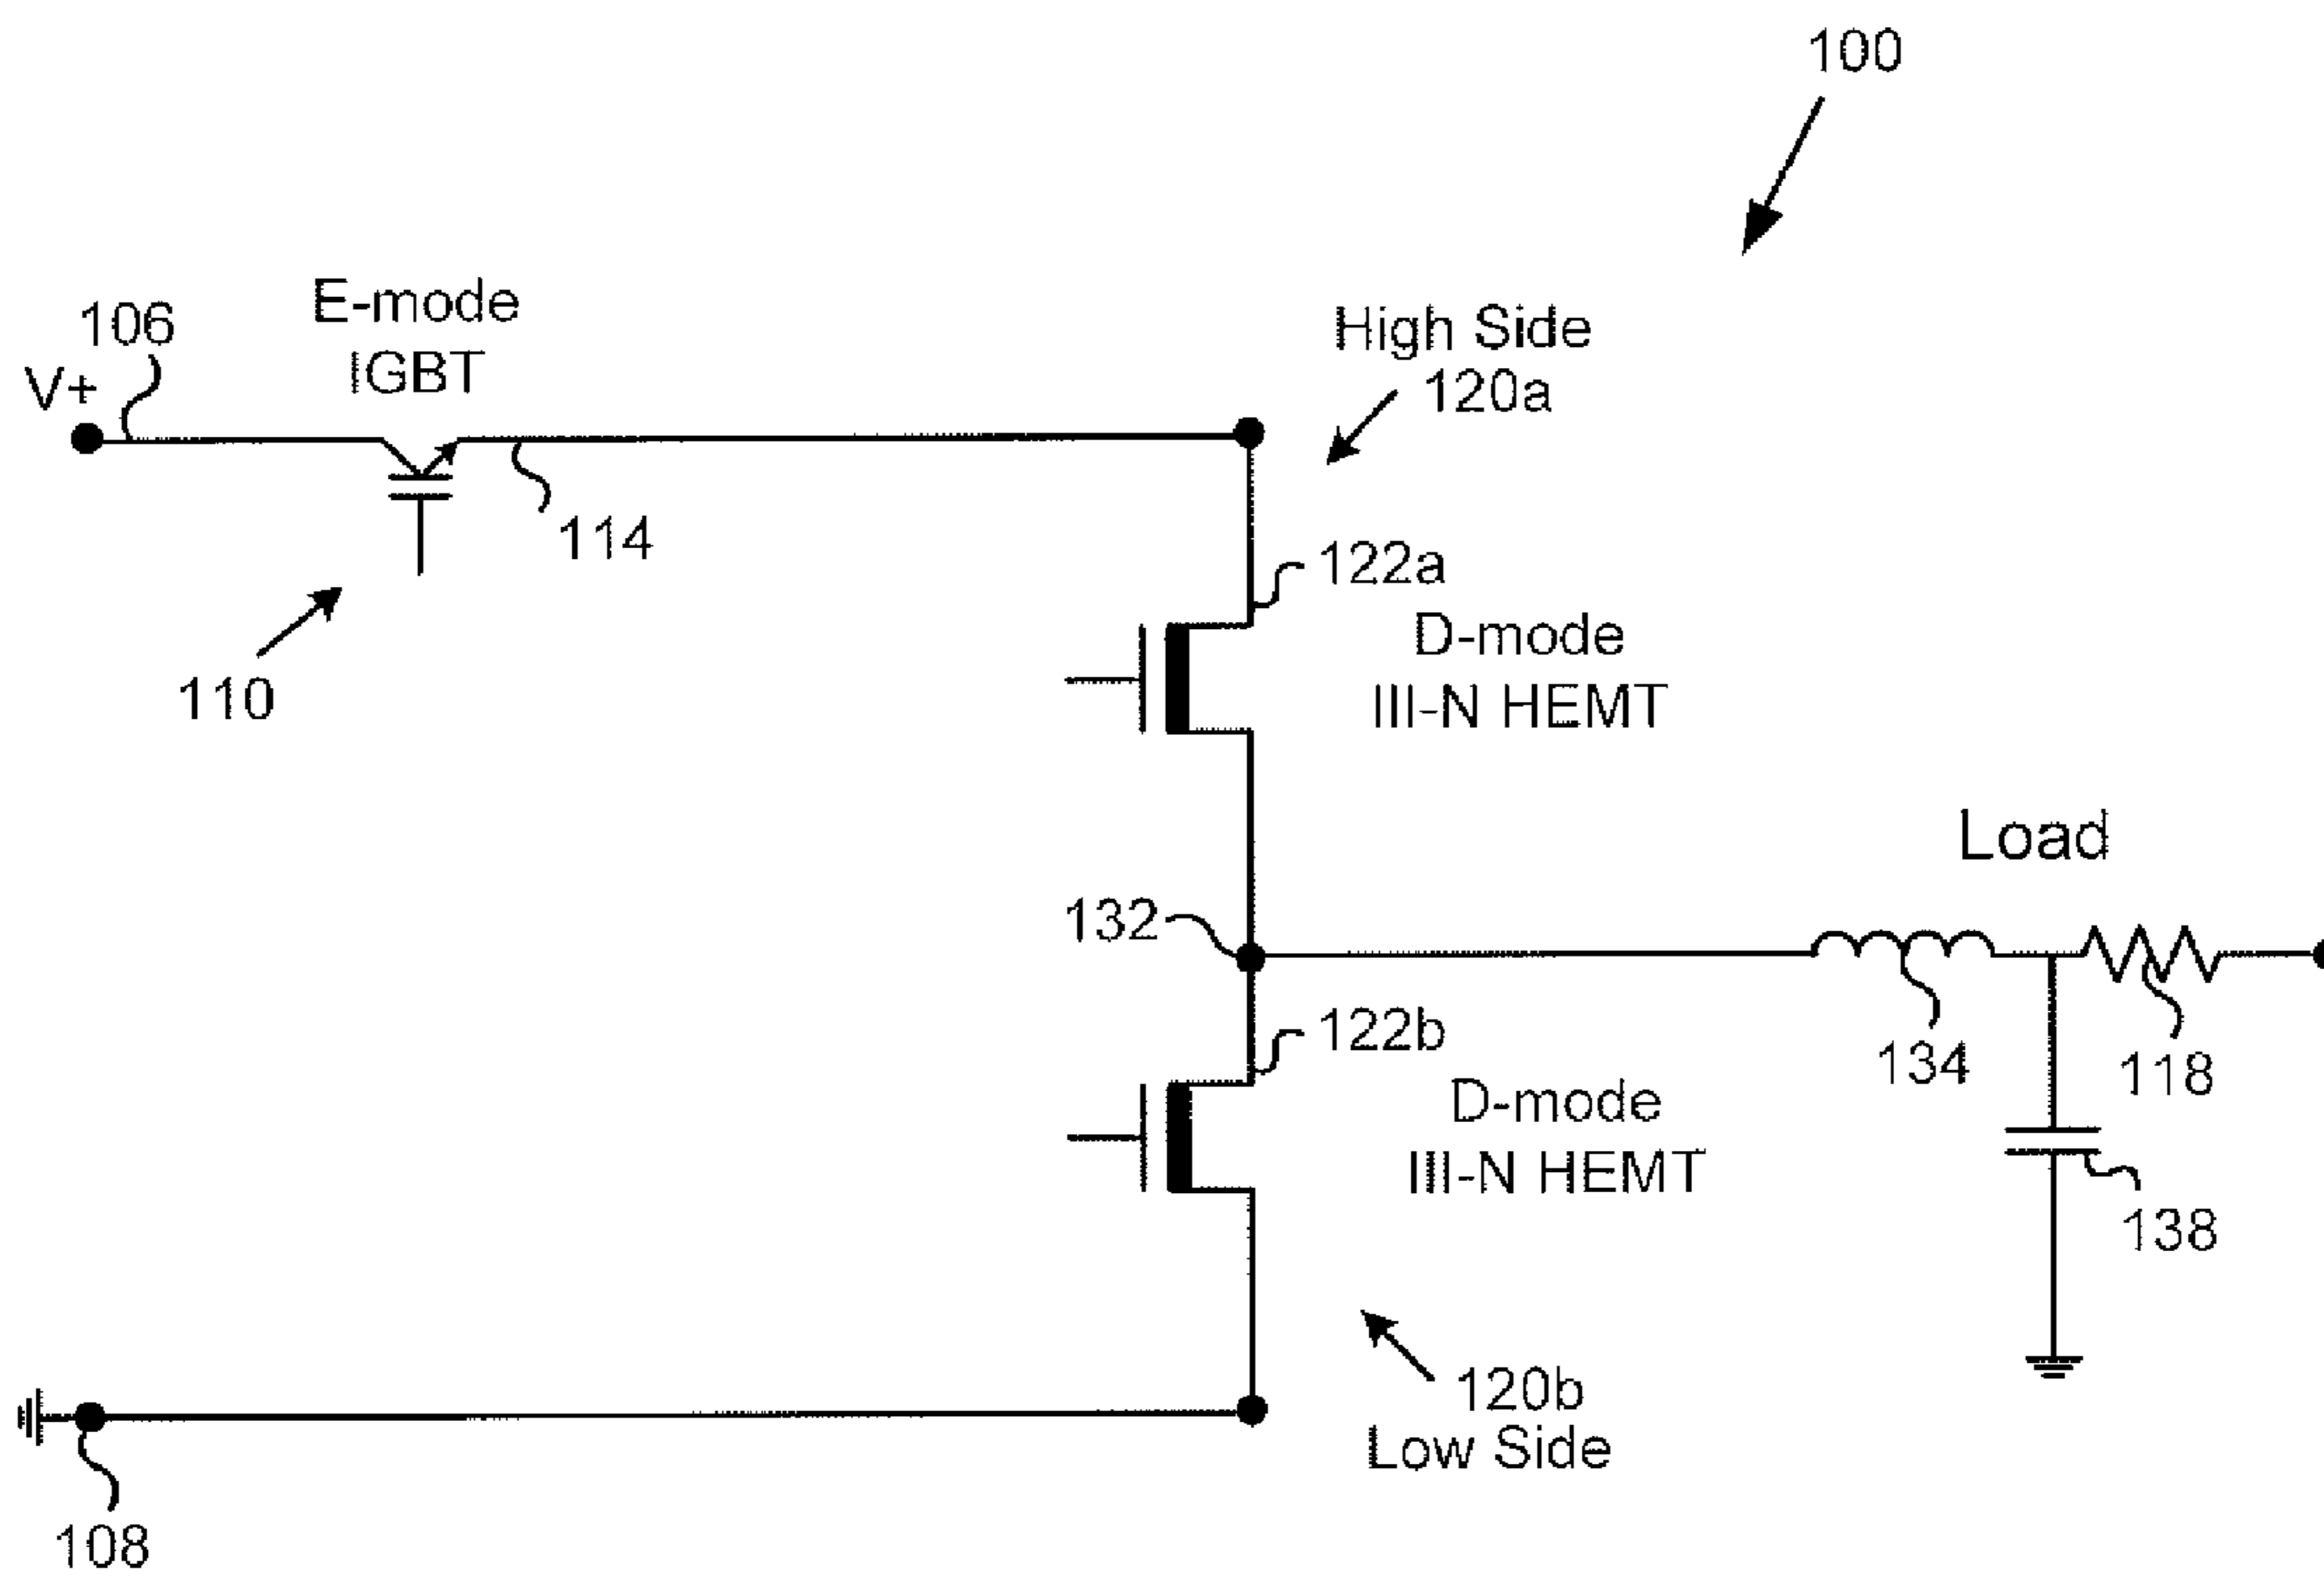 100
E-mode
IGBT
106
V+
High Side
120a
114
110
122a
D-mode
III-N HEMT
Load
132
122b
134
118
D-mode
III-N HEMT
138
120b
Low Side
108